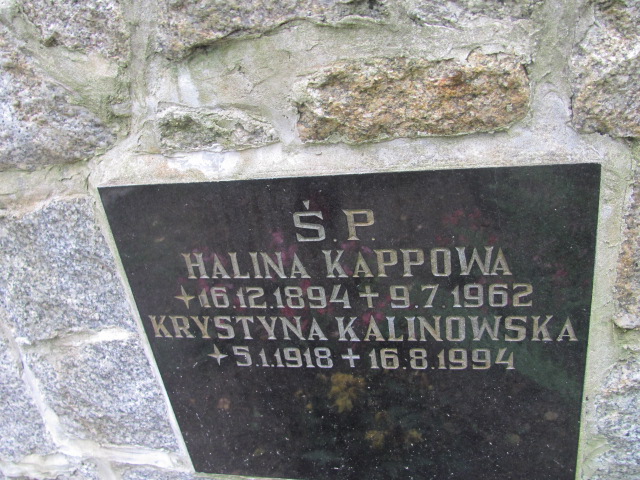 Ś.P.
HALINA KAPPOWA
✦16.12.1894 ✝ 9.7.1962
KRYSTYNA KALINOWSKA
✦5.1.1918 ✝ 16.8.1994